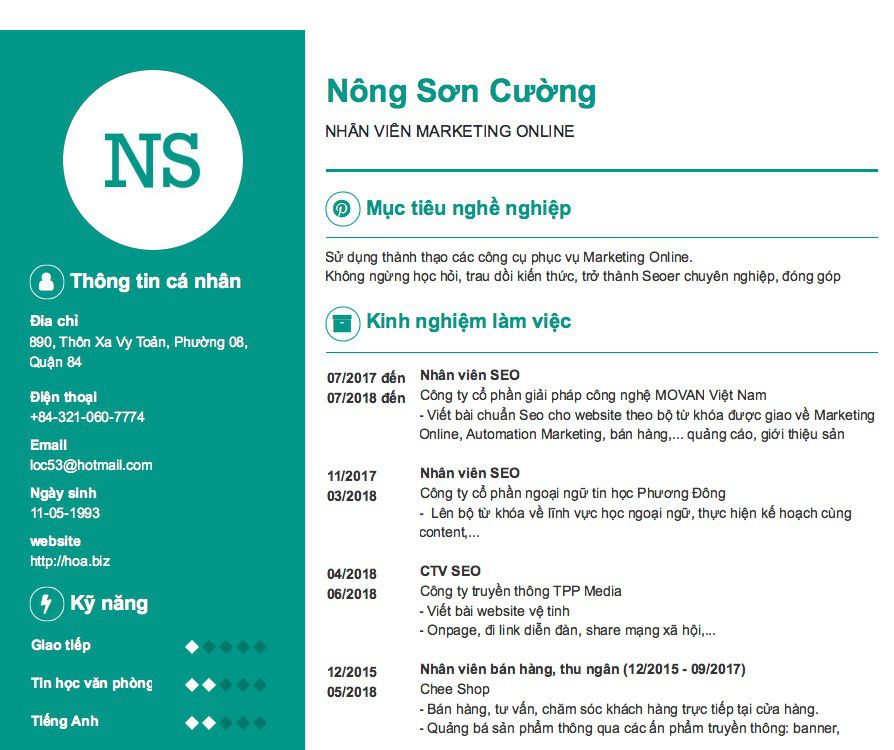 NS
Thông tin cá nhân
Địa chỉ
890, Thôn Xa Vy Toản, Phường 08,
Quận 84
Điện thoại
+84-321-060-7774
Email
loc53@hotmail.com
Ngày sinh
11-05-1993
website
http://hoa.biz
Kỹ năng
Giao tiếp
Tin học văn phòng
Tiếng Anh
Nông Sơn Cường
NHÂN VIÊN MARKETING ONLINE
Mục tiêu nghề nghiệp
Sử dụng thành thạo các công cụ phục vụ Marketing Online.
Không ngừng học hỏi, trau dồi kiến thức, trở thành Seoer chuyên nghiệp, đóng góp
Kinh nghiệm làm việc
07/2017 đến
07/2018 đến
Nhân viên SEO
Công ty cổ phần giải pháp công nghệ MOVAN Việt Nam
- Viết bài chuẩn Seo cho website theo bộ từ khóa được giao về Marketing
Online, Automation Marketing, bán hàng,... quảng cáo, giới thiệu sản
11/2017
03/2018
Nhân viên SEO
Công ty cổ phần ngoại ngữ tin học Phương Đông
- Lên bộ từ khóa về lĩnh vực học ngoại ngữ, thực hiện kế hoạch cùng
content,...
04/2018
06/2018
CTV SEO
Công ty truyền thông TPP Media
- Viết bài website vệ tinh
- Onpage, đi link diễn đàn, share mạng xã hội,...
12/2015
05/2018
Nhân viên bán hàng, thu ngân (12/2015 - 09/2017)
Chee Shop
- Bán hàng, tư vấn, chăm sóc khách hàng trực tiếp tại cửa hàng.
- Quảng bá sản phẩm thông qua các ấn phẩm truyền thông: banner,